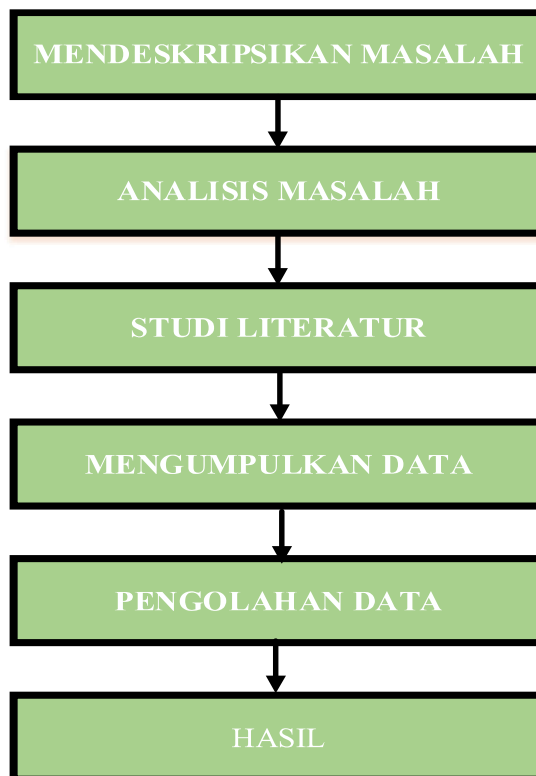 MENDESKRIPSIKAN MASALAH
ANALISIS MASALAH
STUDI LITERATUR
MENGUMPULKAN DATA
PENGOLAHAN DATA
HASIL